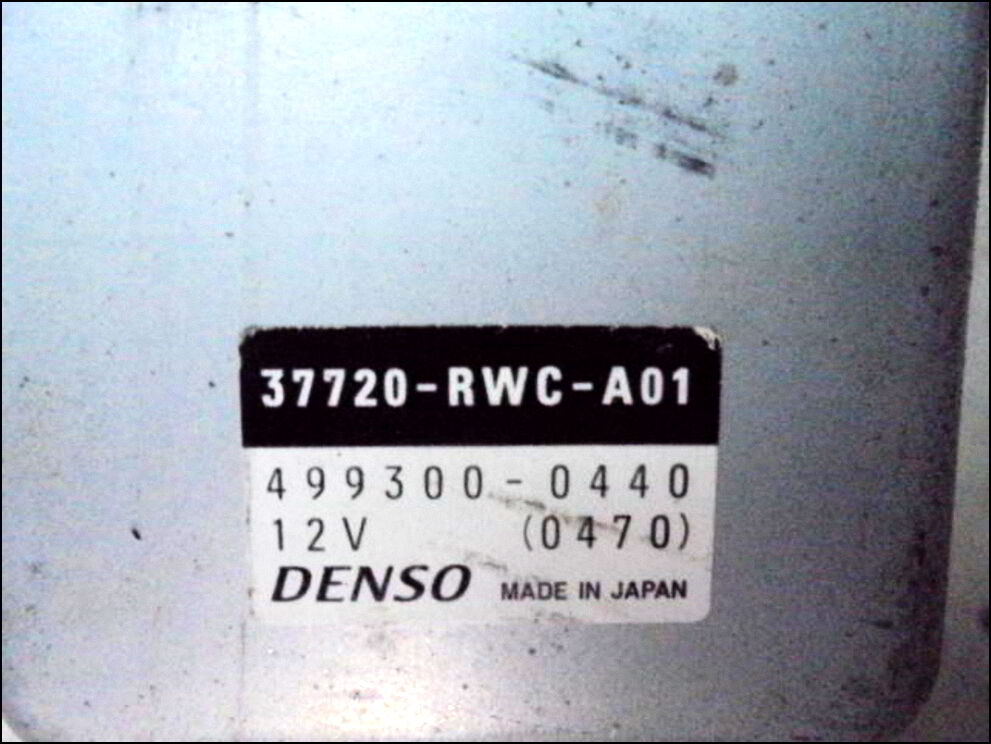 37720-RWC-A01
499300-0440
12V (0470)
DENSO MADE IN JAPAN